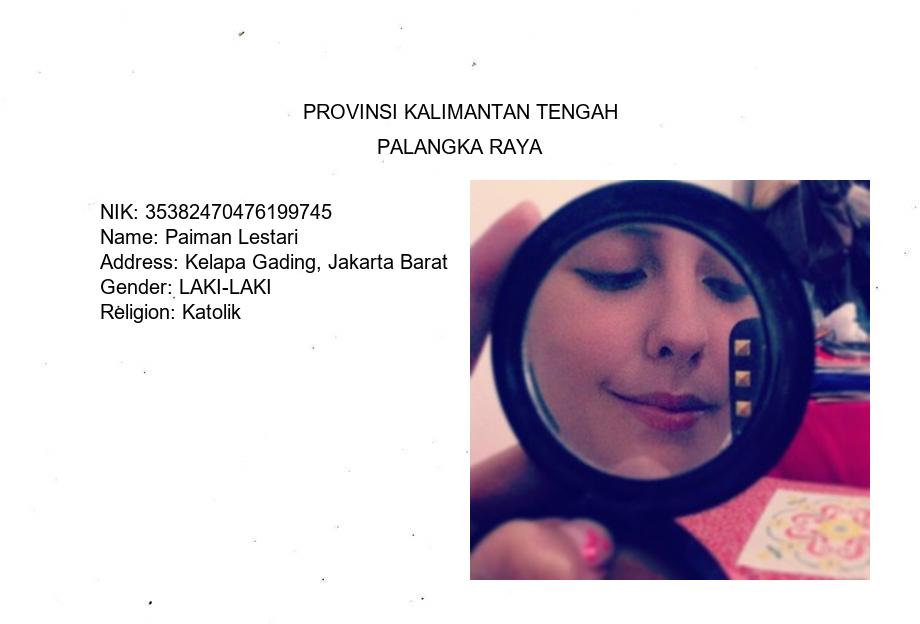 PROVINSI KALIMANTAN TENGAH
PALANGKA RAYA
NIK: 35382470476199745
Name: Paiman Lestari
Address: Kelapa Gading, Jakarta Barat
Gender: LAKI-LAKI
Religion: Katolik